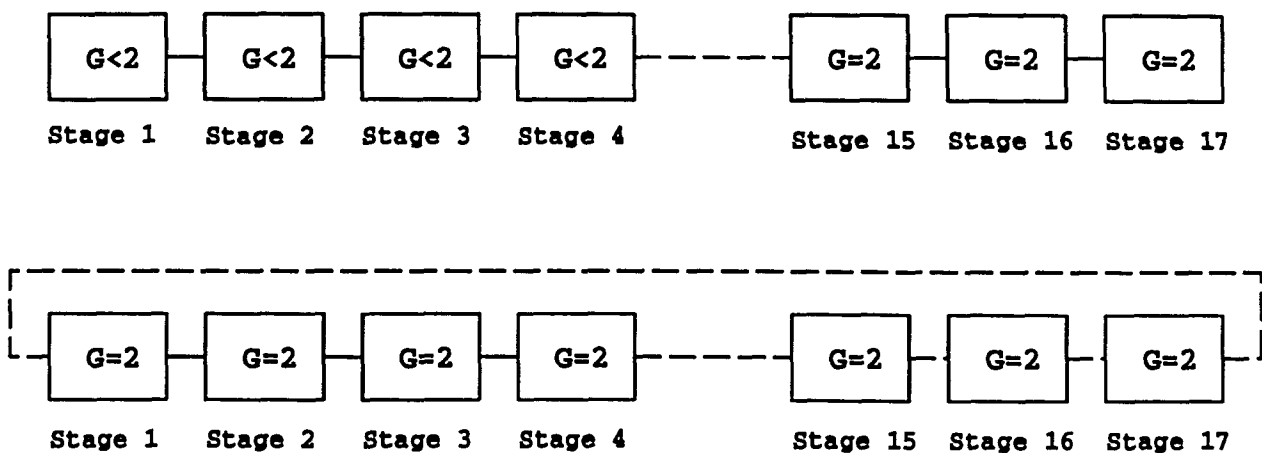 G<2 G<2 G<2 G<2 G=2 G=2 G=2
Stage 1 Stage 2 Stage 3 Stage 4 Stage 15 Stage 16 Stage 17
G=2 G=2 G=2 G=2 G=2 G=2 G=2
Stage 1 Stage 2 Stage 3 Stage 4 Stage 15 Stage 16 Stage 17